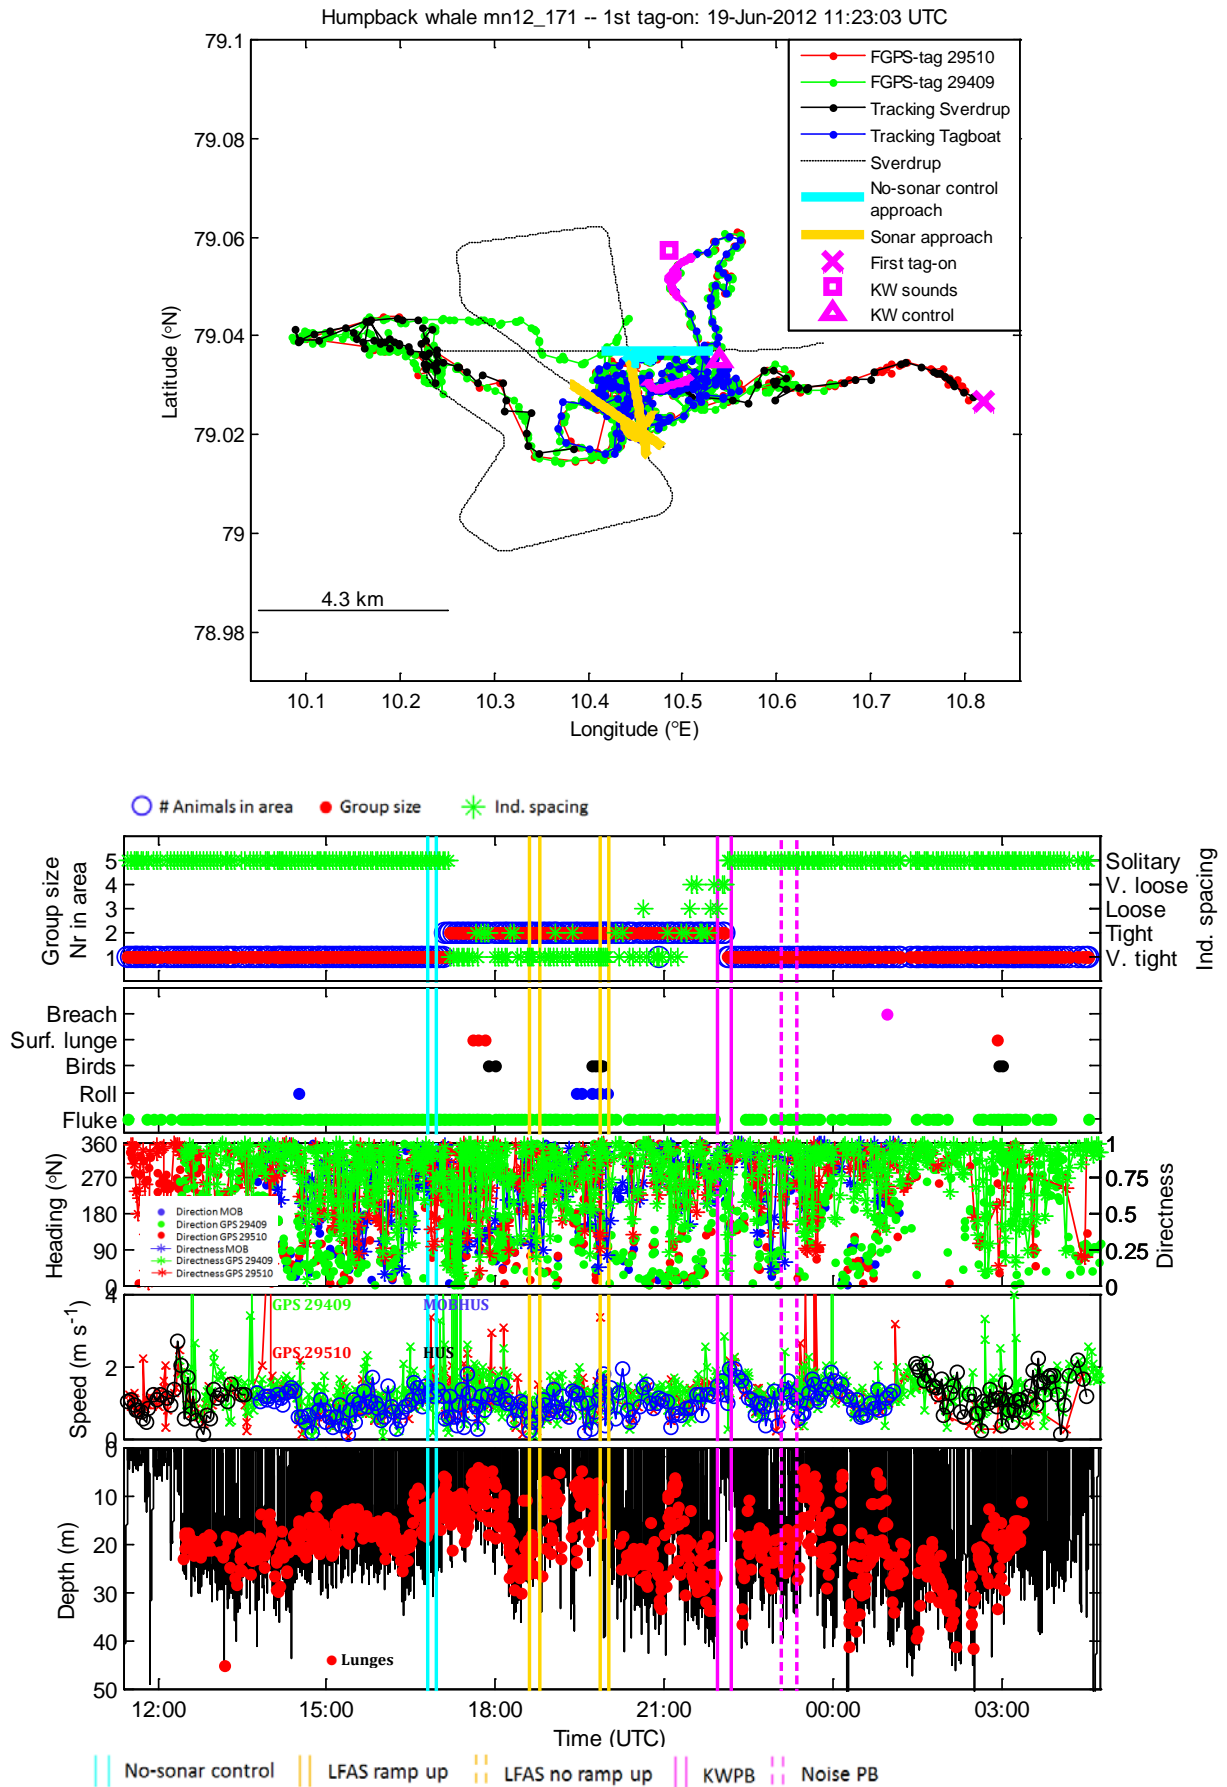 Humpback whale mn12_171 -- 1st tag-on: 19-Jun-2012 11:23:03 UTC
79.1
79.08
79.06
79.04
79.02
79
78.98
Latitude (°N)
FGPS-tag 29510
FGPS-tag 29409
Tracking Sverdrup
Tracking Tagboat
Sverdrup
No-sonar control
approach
Sonar approach
First tag-on
KW sounds
KW control
4.3 km
10.1 10.2 10.3 10.4 10.5 10.6 10.7 10.8
Longitude (°E)
# Animals in area Group size Ind. spacing
Group size
Nr in area
5
4
3
2
1
Solitary
V. loose
Loose
Tight
V. tight
Ind. spacing
Breach
Surf. lunge
Birds
Roll
Fluke
Heading (°N)
360
270
180
90
0
1
0.75
0.5
0.25
0
Directness
Direction MOB
Direction GPS 29409
Direction GPS 29510
Directness MOB
Directness GPS 29409
Directness GPS 29510
Speed (m s-1)
4
2
0
GPS 29409 MOBHUS
GPS 29510 HUS
Depth (m)
0
10
20
30
40
50
Lunges
12:00 15:00 18:00 21:00 00:00 03:00
Time (UTC)
No-sonar control LFAS ramp up LFAS no ramp up KWPB Noise PB